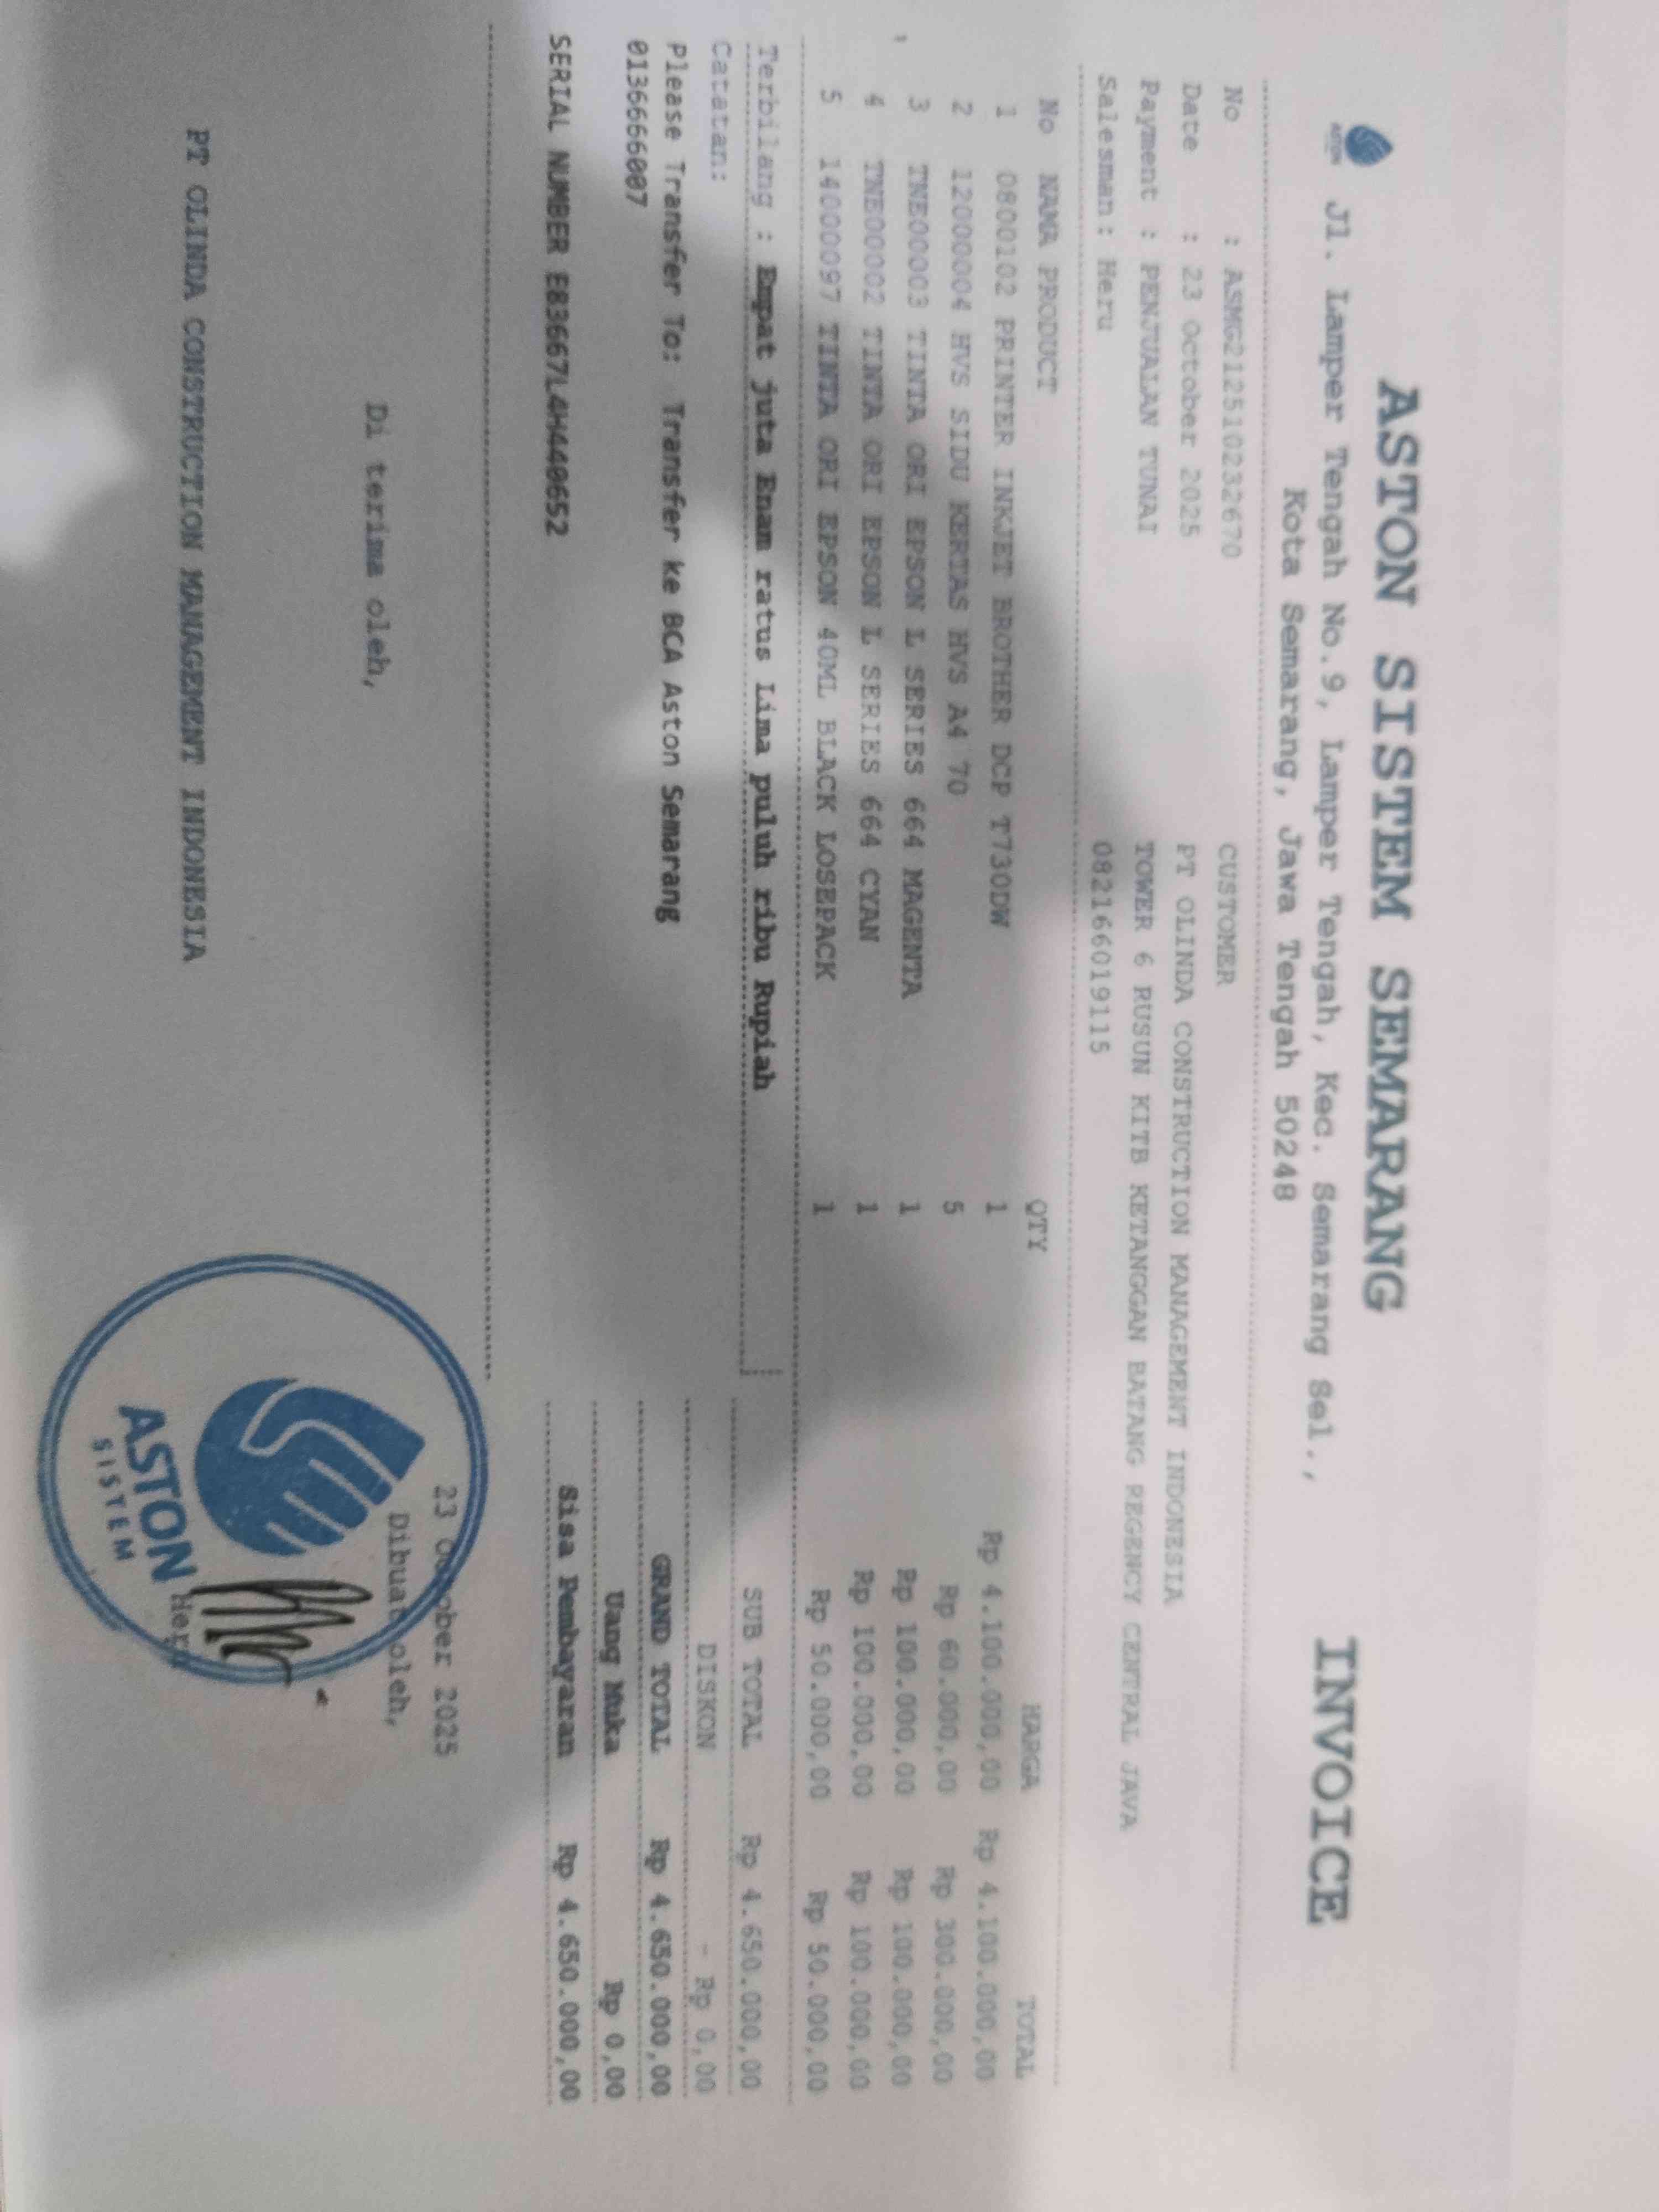 ASTON SISTEM SEMARANG
Jl. Lamper Tengah No.9, Lamper Tengah, Kec. Semarang Sel.,
Kota Semarang, Jawa Tengah 50248
INVOICE
No : ASMG212510232670
Date : 23 October 2025
Payment : PENJUALAN TUNAI
Salesman: Heru
CUSTOMER
PT OLINDA CONSTRUCTION MANAGEMENT INDONESIA
TOWER 6 RUSUN KITB KETANGGAN BATANG REGENCY CENTRAL JAVA
082166019115
No NAMA PRODUCT QTY HARGA TOTAL
1 0800102 PRINTER INKJET BROTHER DCP T730DW 1 Rp 4.100.000,00 Rp 4.100.000,00
2 12000004 HVS SIDU KERTAS HVS A4 70 5 Rp 60.000,00 Rp 300.000,00
3 TNE00003 TINTA ORI EPSON L SERIES 664 MAGENTA 1 Rp 100.000,00 Rp 100.000,00
4 TNE00002 TINTA ORI EPSON L SERIES 664 CYAN 1 Rp 100.000,00 Rp 100.000,00
5 14000097 TINTA ORI EPSON 40ML BLACK LOSEPACK 1 Rp 50.000,00 Rp 50.000,00
Terbilang : Empat juta Enam ratus Lima puluh ribu Rupiah
SUB TOTAL Rp 4.650.000,00
DISKON - Rp 0,00
GRAND TOTAL Rp 4.650.000,00
Uang Muka Rp 0,00
Sisa Pembayaran Rp 4.650.000,00
Catatan:
Please Transfer To: Transfer ke BCA Aston Semarang
0136666007
SERIAL NUMBER E83667L4H440652
23 October 2025
Di terima oleh,
Dibuat oleh,
PT OLINDA CONSTRUCTION MANAGEMENT INDONESIA
Heru
ASTON
SISTEM